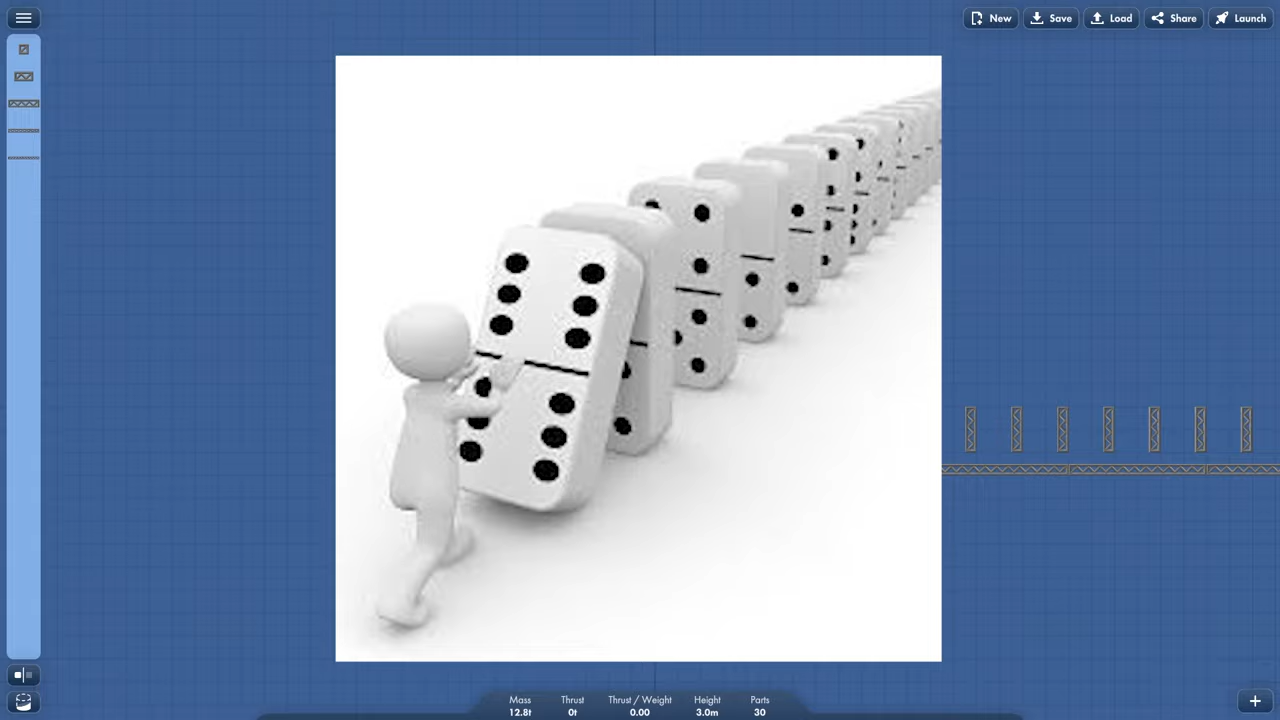 New Save Load Share Launch
Mass Thrust Thrust / Weight Height Parts
12.8t 0t 0.00 3.0m 30